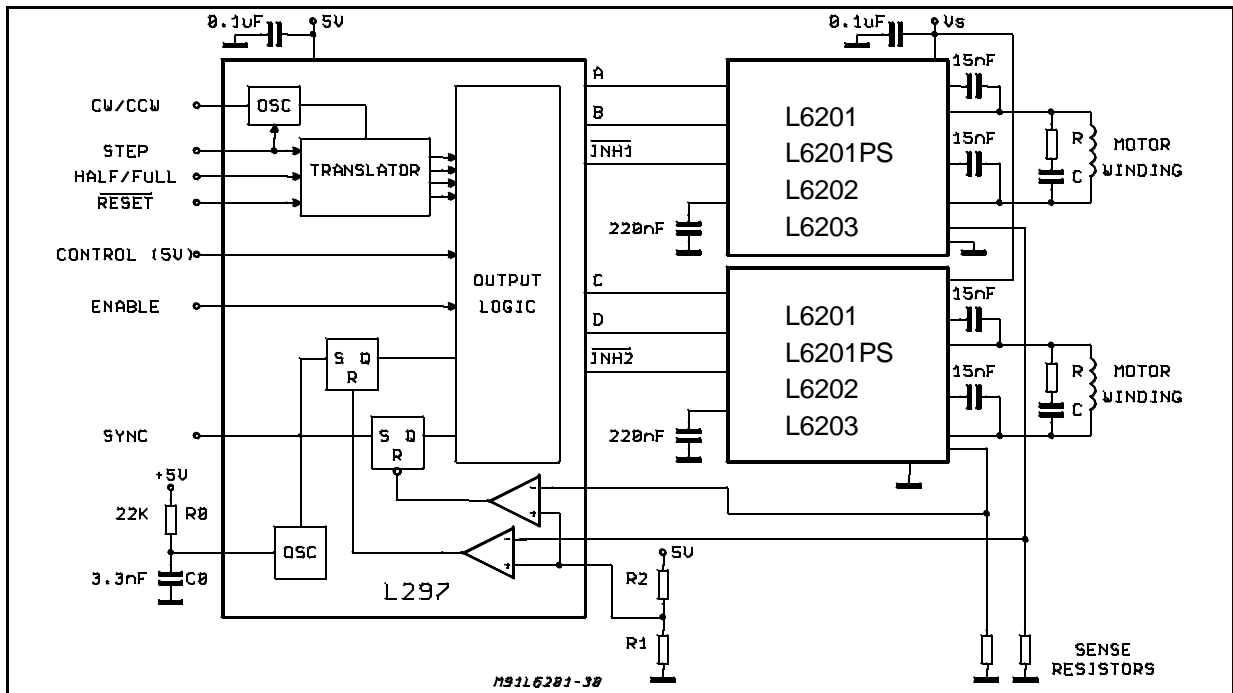 0.1uF
5V
0.1uF
Vs
15nF
A
CW/CCW
OSC
B
L6201
STEP
INH1
L6201PS
15nF
R
MOTOR
HALF/FULL
TRANSLATOR
C
WINDING
RESET
L6202
220nF
L6203
CONTROL (5V)
OUTPUT
LOGIC
C
15nF
ENABLE
D
L6201
S Q
R
INH2
L6201PS
15nF
R
MOTOR
L6202
C
WINDING
SYNC
S Q
R
220nF
L6203
+5V
-
22K
R0
+
OSC
-
5V
3.3nF
C0
+
R2
L297
R1
SENSE
RESISTORS
M91L6201-30